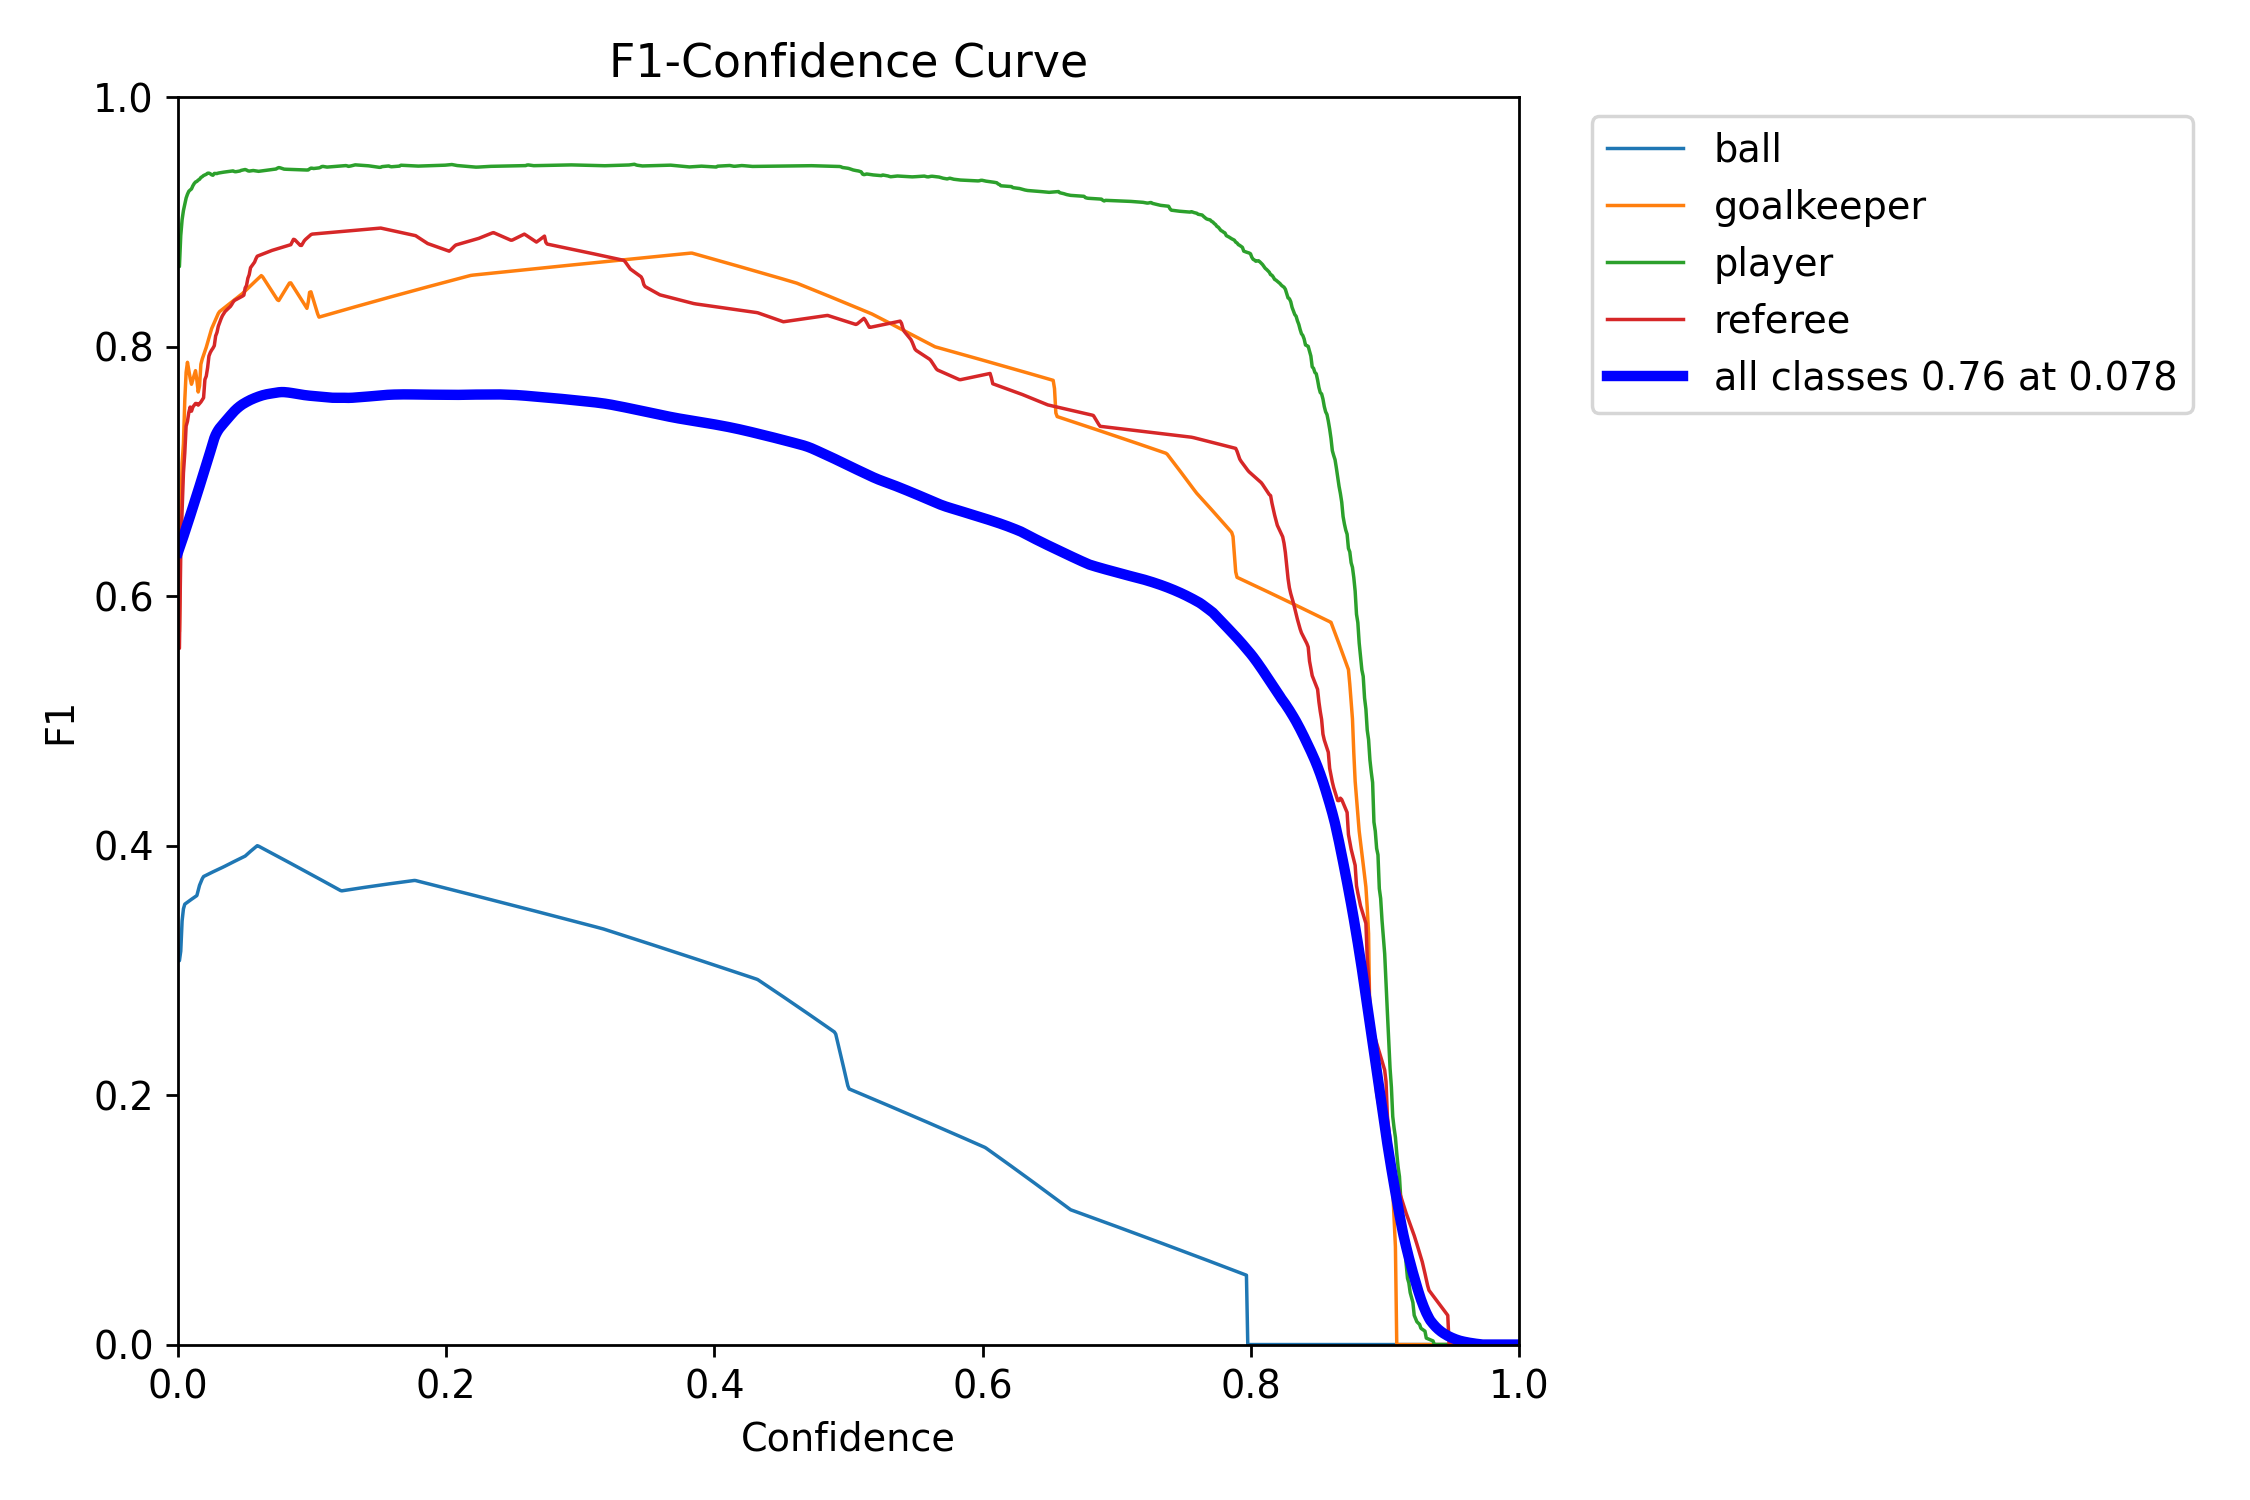 F1-Confidence Curve
1.0
0.8
0.6
0.4
0.2
0.0
F1
0.0 0.2 0.4 0.6 0.8 1.0
Confidence
ball
goalkeeper
player
referee
all classes 0.76 at 0.078